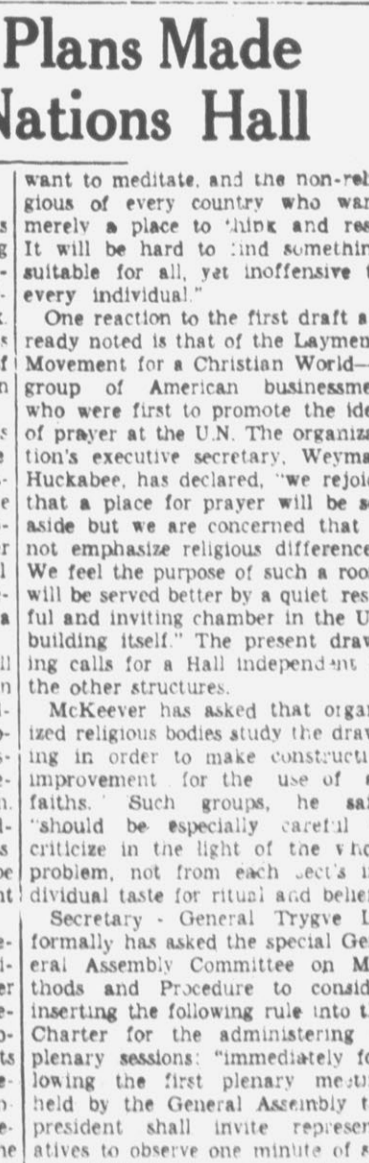 Plans Made
Nations Hall
want to meditate, and the non-reli
gious of every country who wan
merely a place to think and res
It will be hard to find somethin
suitable for all, yet inoffensive t
every individual."
One reaction to the first draft a
ready noted is that of the Laymen
Movement for a Christian World—
group of American businessme
who were first to promote the ide
of prayer at the U.N. The organiza
tion's executive secretary, Weyma
Huckabee, has declared, "we rejoic
that a place for prayer will be se
aside but we are concerned that
not emphasize religious difference
We feel the purpose of such a roo
will be served better by a quiet res
ful and inviting chamber in the U
building itself." The present draw
ing calls for a Hall independent
the other structures.
McKeever has asked that organ
ized religious bodies study the draw
ing in order to make constructi
improvement for the use of
faiths. Such groups, he sa
"should be especially careful
criticize in the light of the who
problem, not from each sect's in
dividual taste for ritual and belie
Secretary - General Trygve L
formally has asked the special Ge
eral Assembly Committee on M
thods and Procedure to consid
inserting the following rule into t
Charter for the administering
plenary sessions: "immediately fo
lowing the first plenary meetin
held by the General Assembly t
president shall invite represen
atives to observe one minute of s